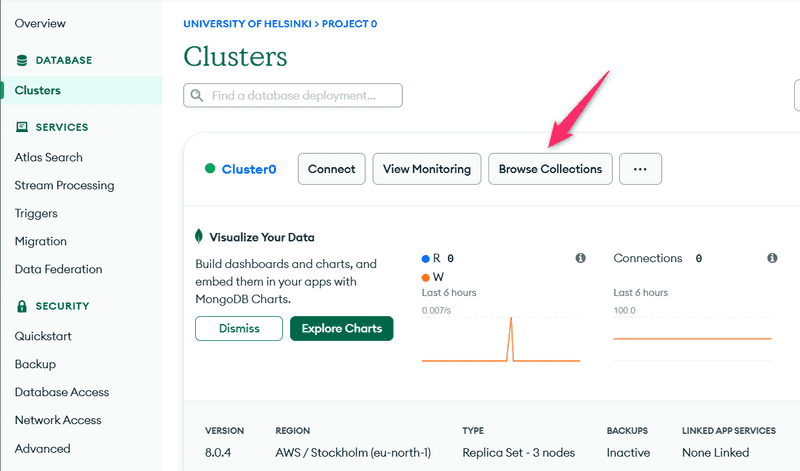 Overview
DATABASE
Clusters
SERVICES
Atlas Search
Stream Processing
Triggers
Migration
Data Federation
SECURITY
Quickstart
Backup
Database Access
Network Access
Advanced
UNIVERSITY OF HELSINKI > PROJECT 0
Clusters
Find a database deployment...
Cluster0 Connect View Monitoring Browse Collections ...
Visualize Your Data
Build dashboards and charts, and
embed them in your apps with
MongoDB Charts.
Dismiss Explore Charts
R 0
W
Last 6 hours
0.007/s
Connections 0
Last 6 hours
100.0
VERSION REGION TYPE BACKUPS LINKED APP SERVICES
8.0.4 AWS / Stockholm (eu-north-1) Replica Set - 3 nodes Inactive None Linked